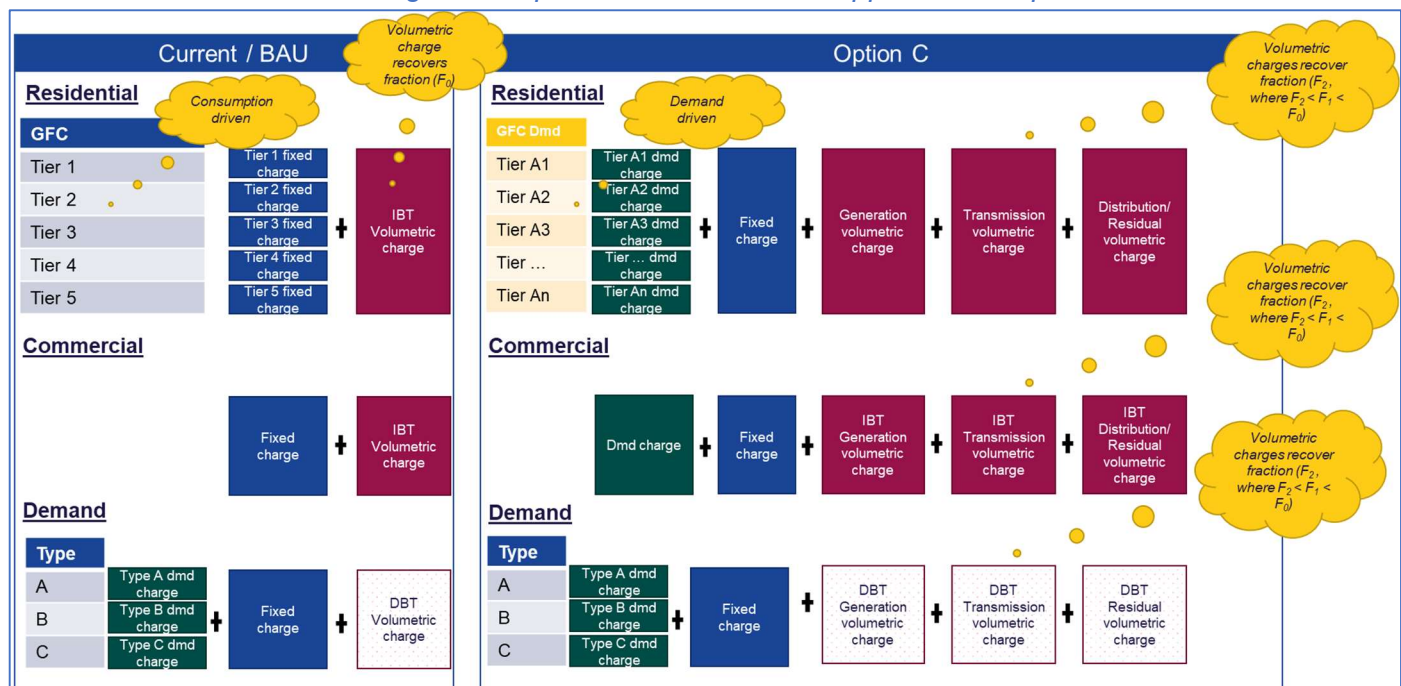 Current / BAU
Volumetric
charge
recovers
fraction (F0)
Option C
Volumetric
charges recover
fraction (F2,
where F2 < F1 <
F0)
Residential
Consumption
driven
GFC
Tier 1
Tier 2
Tier 3
Tier 4
Tier 5
Tier 1 fixed
charge
Tier 2 fixed
charge
Tier 3 fixed
charge
Tier 4 fixed
charge
Tier 5 fixed
charge
IBT
Volumetric
charge
Residential
Demand
driven
GFC Dmd
Tier A1
Tier A2
Tier A3
Tier ...
Tier An
Tier A1 dmd
charge
Tier A2 dmd
charge
Tier A3 dmd
charge
Tier ... dmd
charge
Tier An dmd
charge
Fixed
charge
Generation
volumetric
charge
Transmission
volumetric
charge
Distribution/
Residual
volumetric
charge
Volumetric
charges recover
fraction (F2,
where F2 < F1 <
F0)
Commercial
Fixed
charge
IBT
Volumetric
charge
Commercial
Dmd charge
Fixed
charge
IBT
Generation
volumetric
charge
IBT
Transmission
volumetric
charge
IBT
Distribution/
Residual
volumetric
charge
Volumetric
charges recover
fraction (F2,
where F2 < F1 <
F0)
Demand
Type
A
B
C
Type A dmd
charge
Type B dmd
charge
Type C dmd
charge
Fixed
charge
DBT
Volumetric
charge
Demand
Type
A
B
C
Type A dmd
charge
Type B dmd
charge
Type C dmd
charge
Fixed
charge
DBT
Generation
volumetric
charge
DBT
Transmission
volumetric
charge
DBT
Residual
volumetric
charge